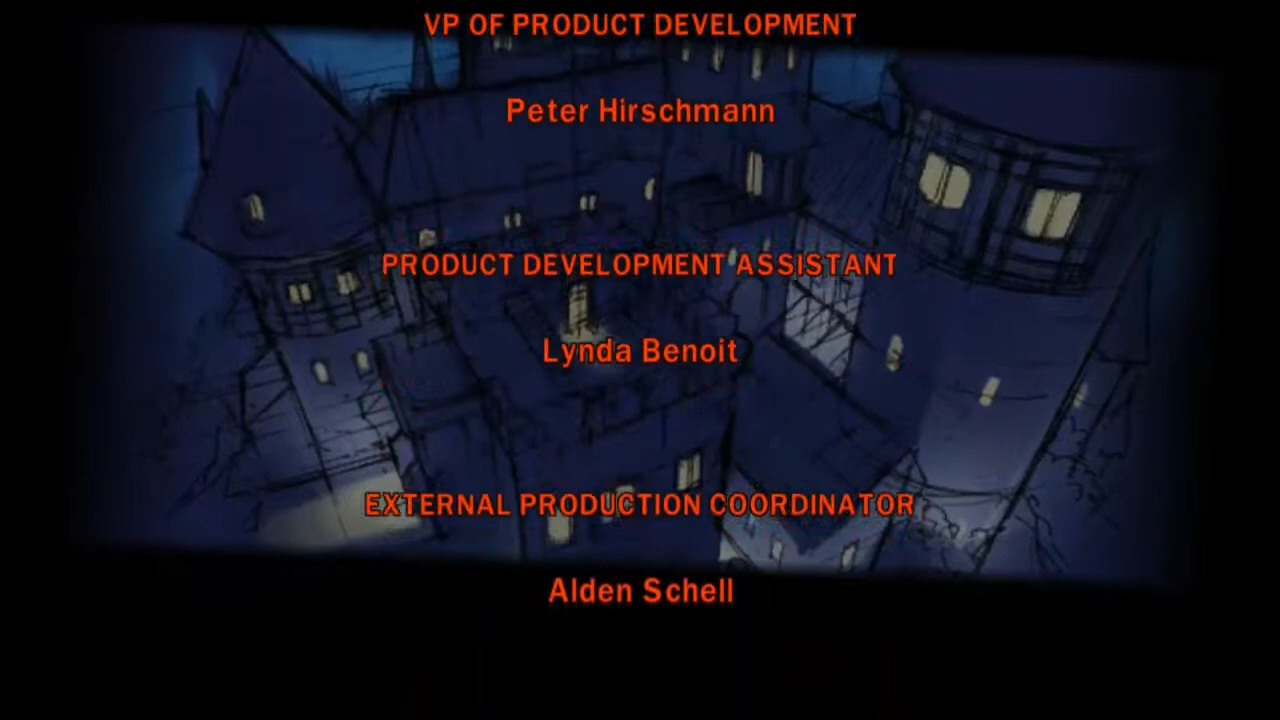 VP OF PRODUCT DEVELOPMENT
Peter Hirschmann
PRODUCT DEVELOPMENT ASSISTANT
Lynda Benoit
EXTERNAL PRODUCTION COORDINATOR
Alden Schell